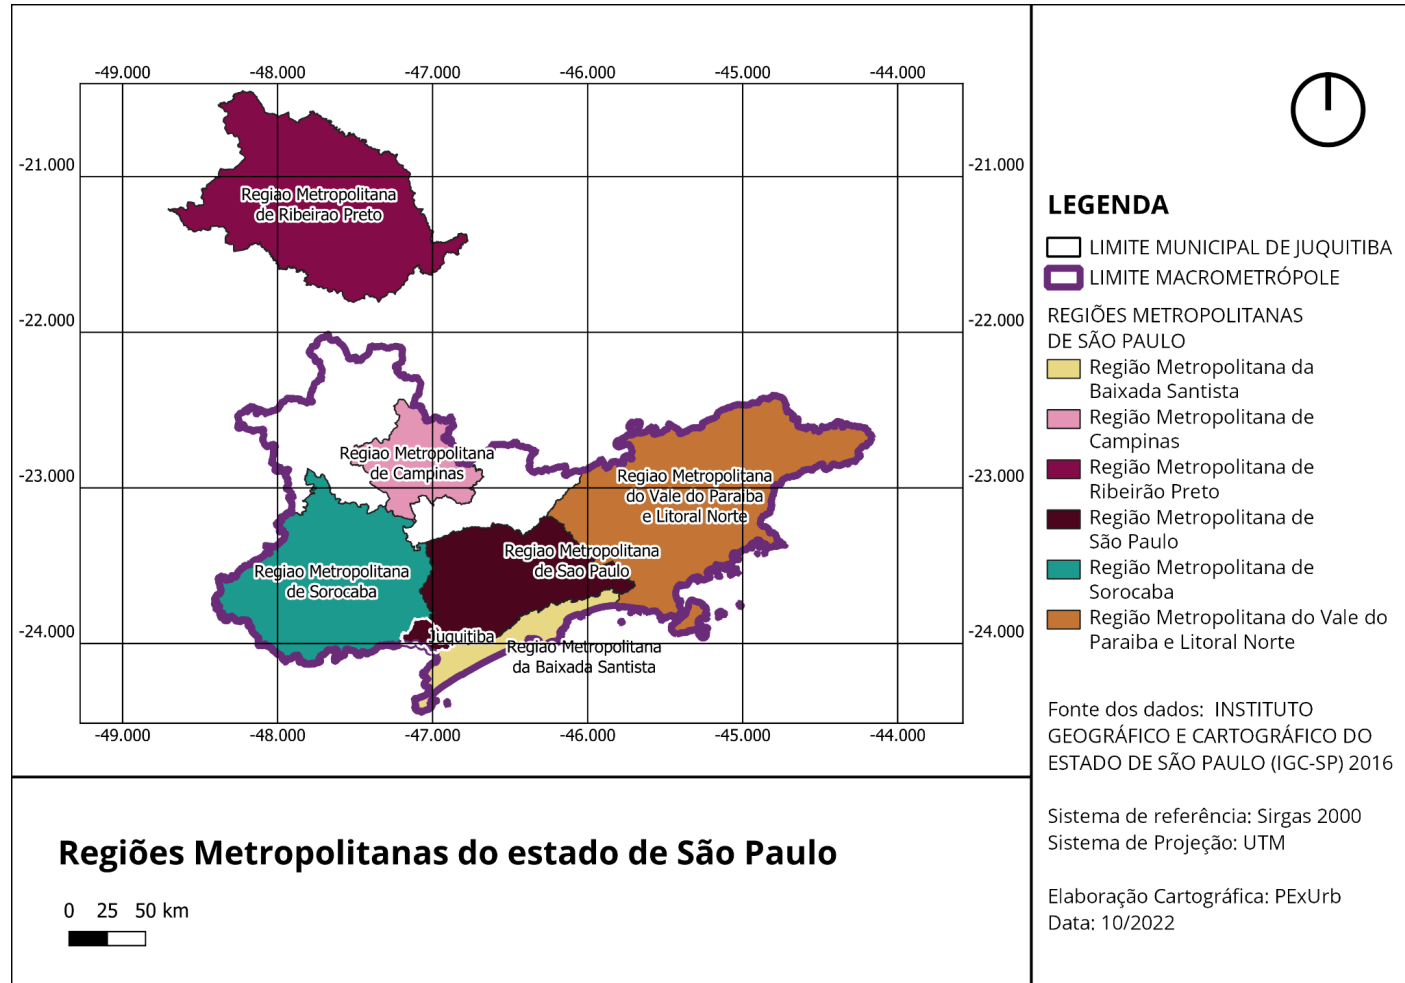 -49.000 -48.000 -47.000 -46.000 -45.000 -44.000
-21.000 -21.000
Regiao Metropolitana
de Ribeirao Preto
-22.000 -22.000
Regiao Metropolitana
de Campinas
-23.000 -23.000
Regiao Metropolitana
do Vale do Paraiba
e Litoral Norte
Regiao Metropolitana
de Sao Paulo
Regiao Metropolitana
de Sorocaba
-24.000 -24.000
Juquitiba
Regiao Metropolitana
da Baixada Santista
-49.000 -48.000 -47.000 -46.000 -45.000 -44.000
Regiões Metropolitanas do estado de São Paulo
0 25 50 km
LEGENDA
LIMITE MUNICIPAL DE JUQUITIBA
LIMITE MACROMETRÓPOLE
REGIÕES METROPOLITANAS
DE SÃO PAULO
Região Metropolitana da
Baixada Santista
Região Metropolitana de
Campinas
Região Metropolitana de
Ribeirão Preto
Região Metropolitana de
São Paulo
Região Metropolitana de
Sorocaba
Região Metropolitana do Vale do
Paraiba e Litoral Norte
Fonte dos dados: INSTITUTO
GEOGRÁFICO E CARTOGRÁFICO DO
ESTADO DE SÃO PAULO (IGC-SP) 2016
Sistema de referência: Sirgas 2000
Sistema de Projeção: UTM
Elaboração Cartográfica: PExUrb
Data: 10/2022